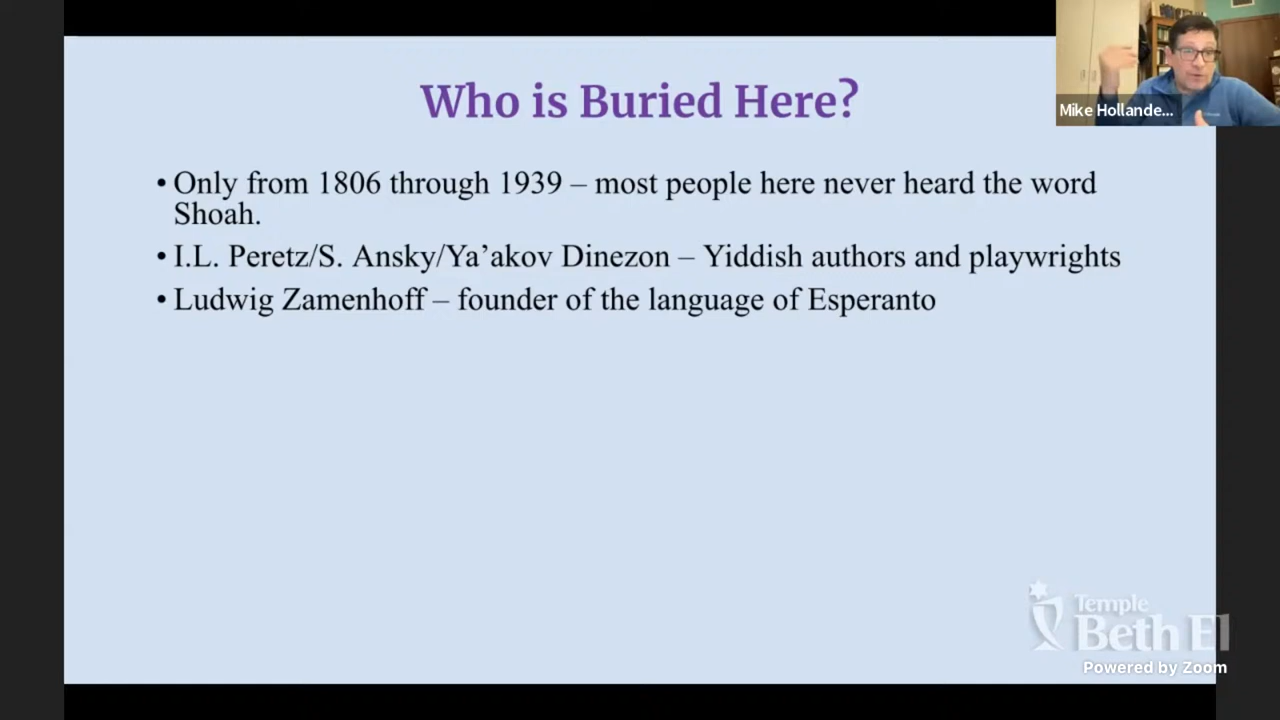 Who is Buried Here?
Mike Hollande...
• Only from 1806 through 1939 – most people here never heard the word
Shoah.
• I.L. Peretz/S. Ansky/Ya’akov Dinezon – Yiddish authors and playwrights
• Ludwig Zamenhoff – founder of the language of Esperanto
Temple
Beth El
Powered by Zoom